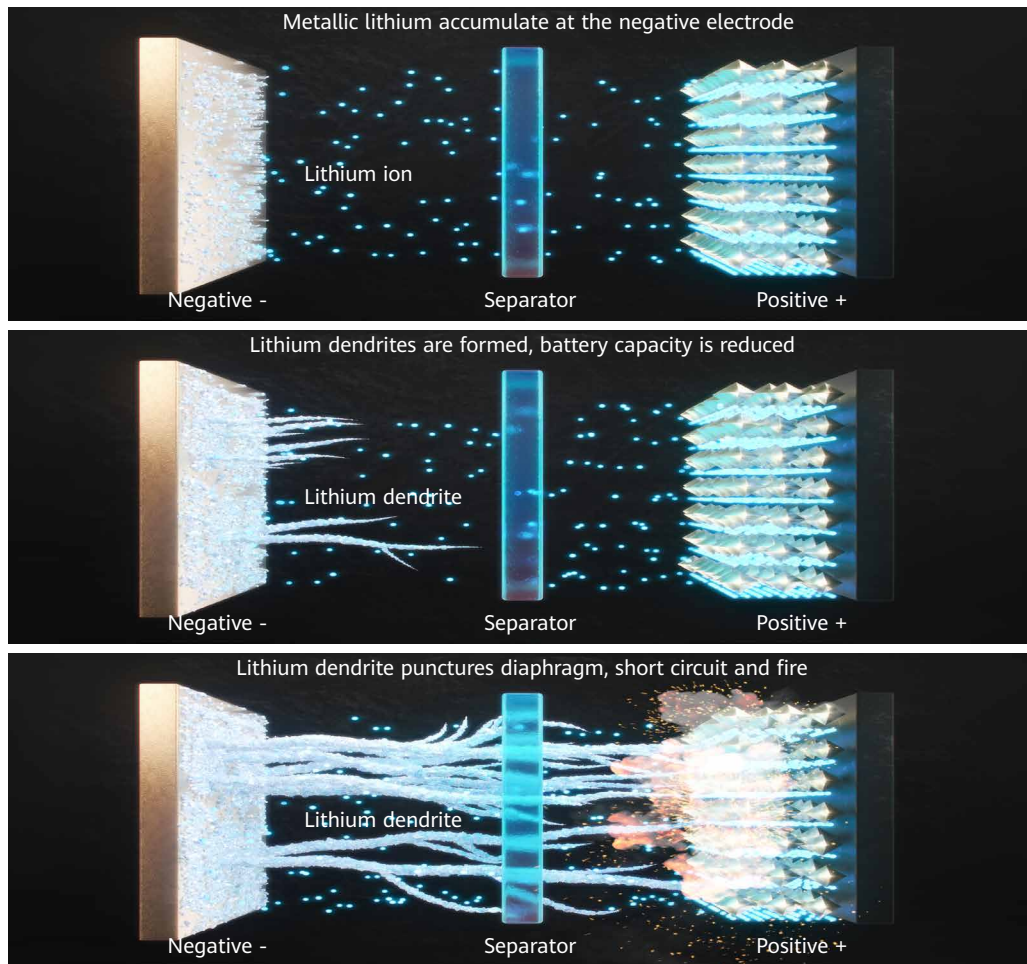 Metallic lithium accumulate at the negative electrode
Lithium ion
Negative -
Separator
Positive +
Lithium dendrites are formed, battery capacity is reduced
Lithium dendrite
Negative -
Separator
Positive +
Lithium dendrite punctures diaphragm, short circuit and fire
Lithium dendrite
Negative -
Separator
Positive +